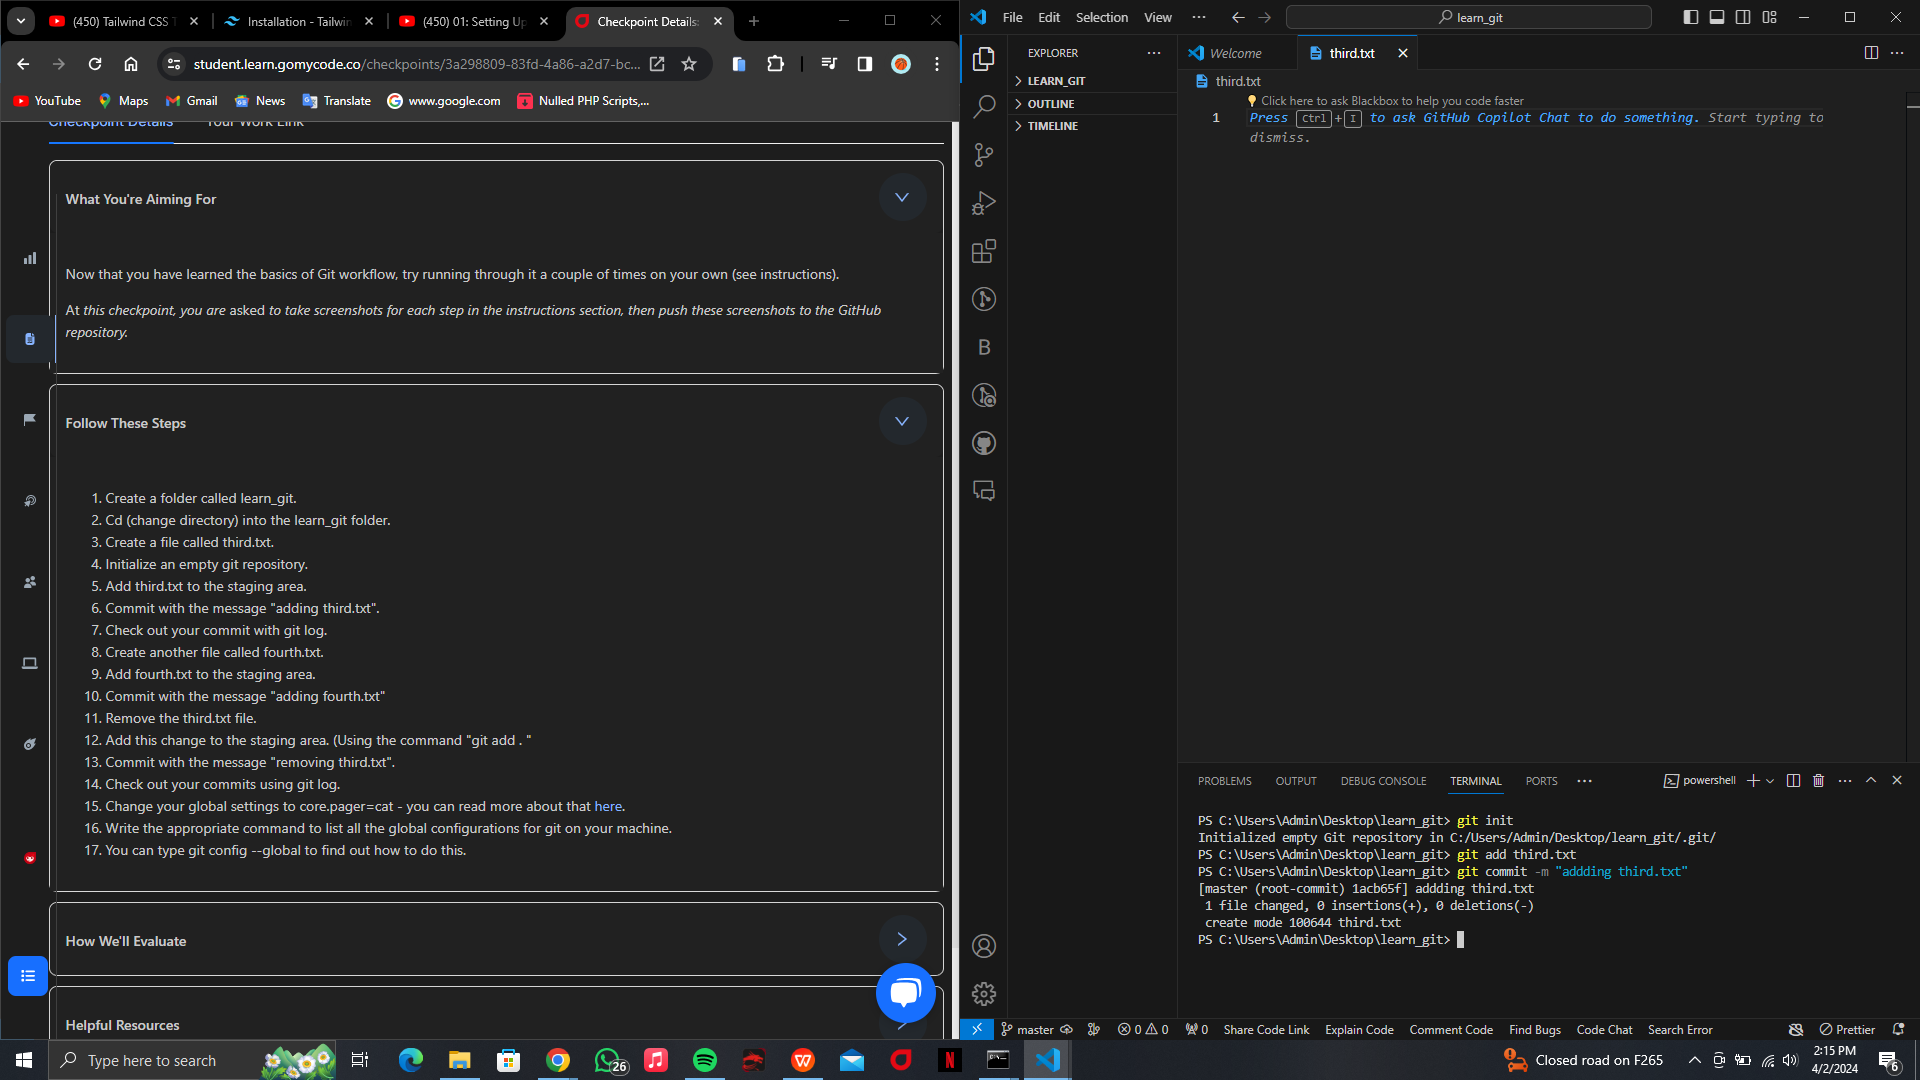 (450) Tailwind CSS T
Installation - Tailwin
(450) 01: Setting Up
Checkpoint Details:
student.learn.gomycode.co/checkpoints/3a298809-83fd-4a86-a2d7-bc...
YouTube
Maps
Gmail
News
Translate
www.google.com
Nulled PHP Scripts,...
Checkpoint Details
Your Work Link
What You're Aiming For
Now that you have learned the basics of Git workflow, try running through it a couple of times on your own (see instructions).
At this checkpoint, you are asked to take screenshots for each step in the instructions section, then push these screenshots to the GitHub
repository.
Follow These Steps
1. Create a folder called learn_git.
2. Cd (change directory) into the learn_git folder.
3. Create a file called third.txt.
4. Initialize an empty git repository.
5. Add third.txt to the staging area.
6. Commit with the message "adding third.txt".
7. Check out your commit with git log.
8. Create another file called fourth.txt.
9. Add fourth.txt to the staging area.
10. Commit with the message "adding fourth.txt"
11. Remove the third.txt file.
12. Add this change to the staging area. (Using the command "git add . "
13. Commit with the message "removing third.txt".
14. Check out your commits using git log.
15. Change your global settings to core.pager=cat - you can read more about that here.
16. Write the appropriate command to list all the global configurations for git on your machine.
17. You can type git config --global to find out how to do this.
How We'll Evaluate
Helpful Resources
File Edit Selection View ...
learn_git
EXPLORER
LEARN_GIT
OUTLINE
TIMELINE
Welcome
third.txt
third.txt
Click here to ask Blackbox to help you code faster
1 Press Ctrl + I to ask GitHub Copilot Chat to do something. Start typing to
dismiss.
PROBLEMS OUTPUT DEBUG CONSOLE TERMINAL PORTS ...
powershell
PS C:\Users\Admin\Desktop\learn_git> git init
Initialized empty Git repository in C:/Users/Admin/Desktop/learn_git/.git/
PS C:\Users\Admin\Desktop\learn_git> git add third.txt
PS C:\Users\Admin\Desktop\learn_git> git commit -m "addding third.txt"
[master (root-commit) 1acb65f] addding third.txt
1 file changed, 0 insertions(+), 0 deletions(-)
create mode 100644 third.txt
PS C:\Users\Admin\Desktop\learn_git>
master
0 0
0
Share Code Link
Explain Code
Comment Code
Find Bugs
Code Chat
Search Error
Prettier
Type here to search
26
Closed road on F265
2:15 PM
4/2/2024
6